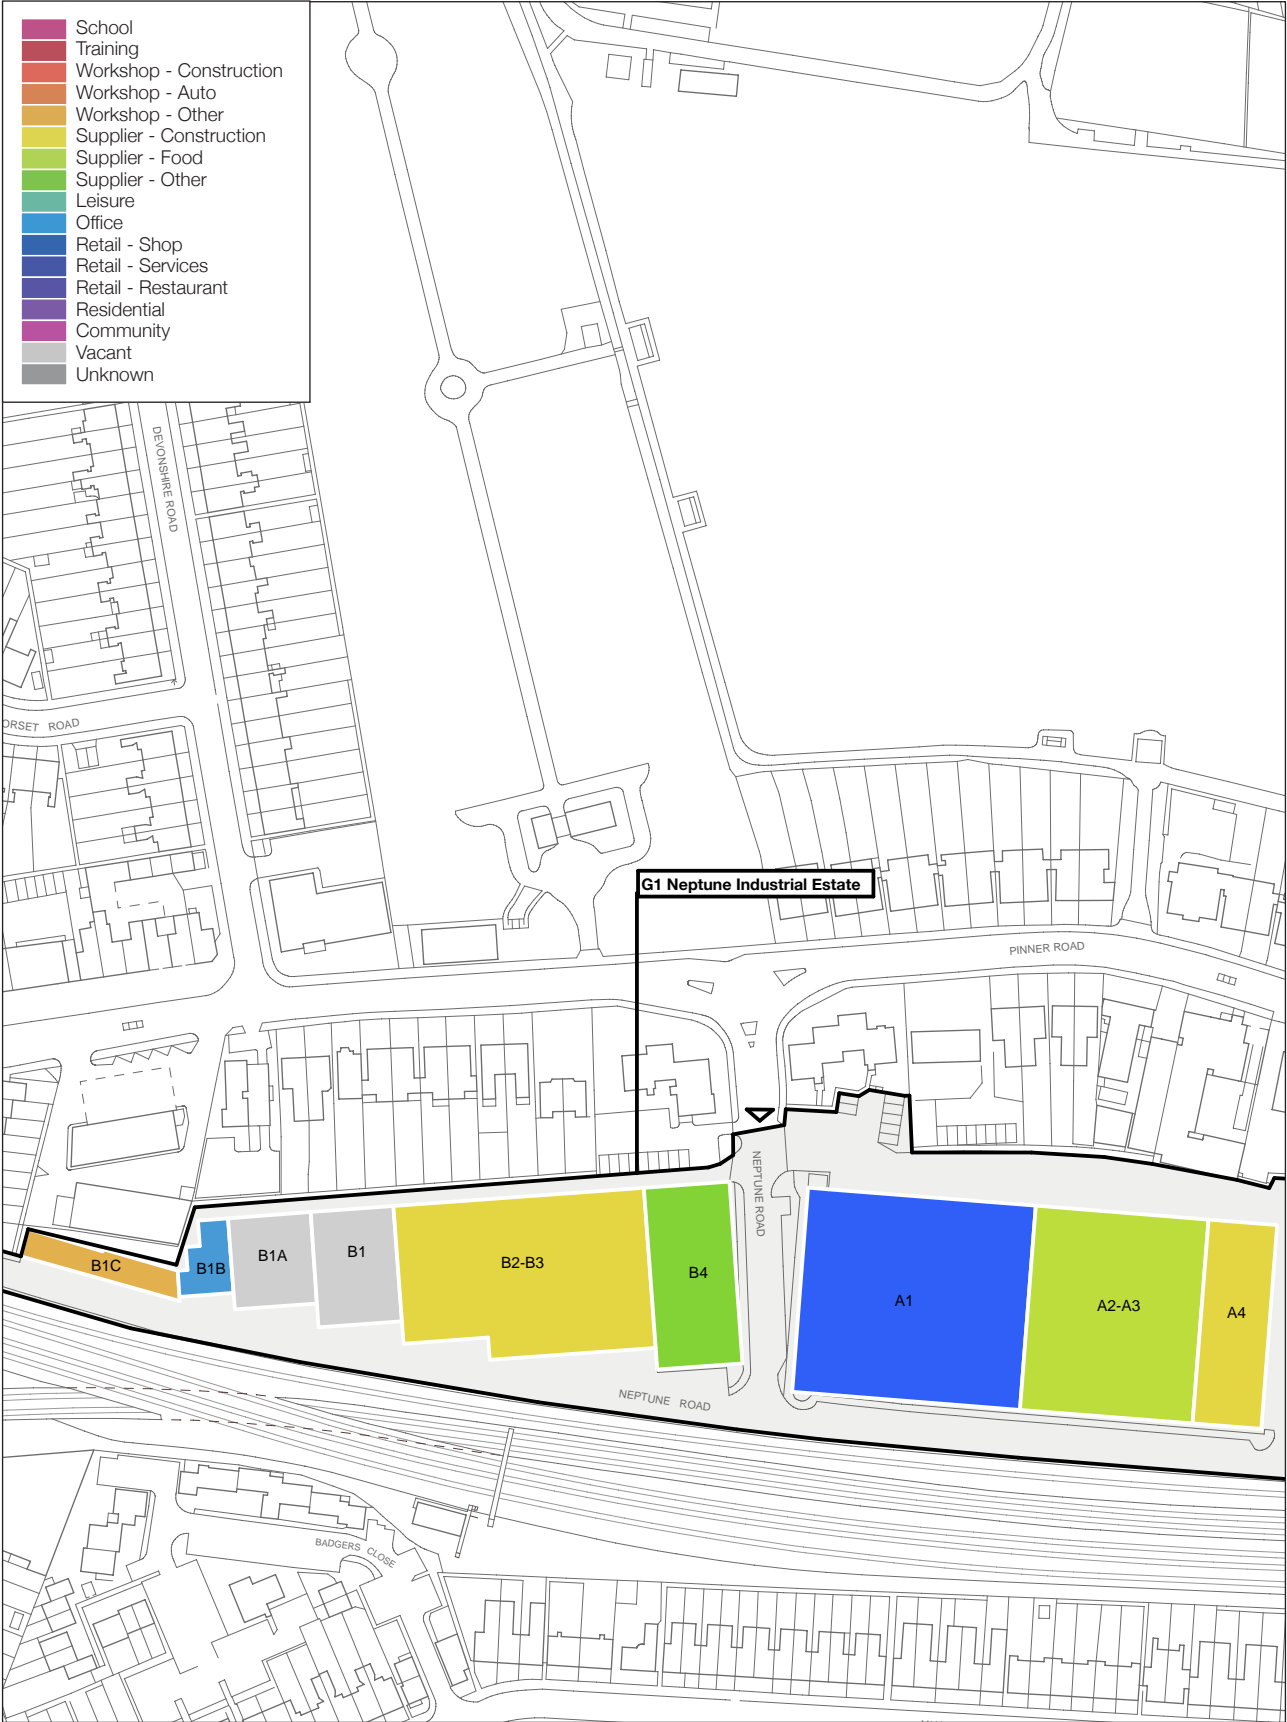 School
Training
Workshop - Construction
Workshop - Auto
Workshop - Other
Supplier - Construction
Supplier - Food
Supplier - Other
Leisure
Office
Retail - Shop
Retail - Services
Retail - Restaurant
Residential
Community
Vacant
Unknown
DEVONSHIRE ROAD
ORSET ROAD
G1 Neptune Industrial Estate
PINNER ROAD
NEPTUNE ROAD
B1C
B1B
B1A
B1
B2-B3
B4
A1
A2-A3
A4
NEPTUNE ROAD
BADGERS CLOSE